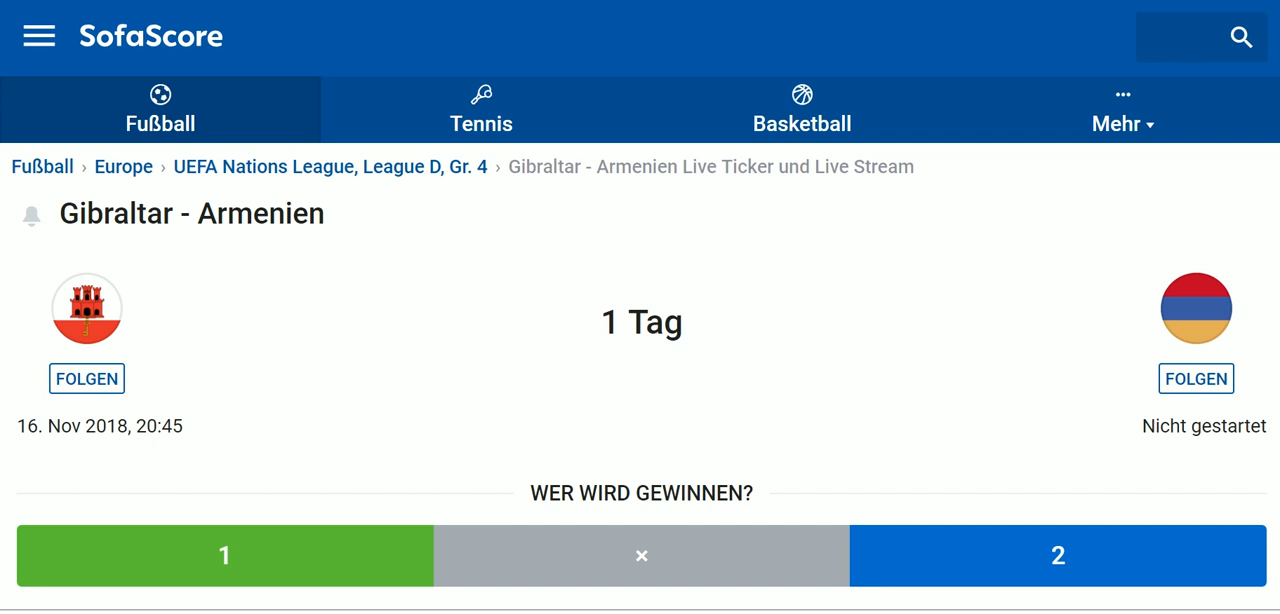 SofaScore
Fußball Tennis Basketball Mehr
Fußball › Europe › UEFA Nations League, League D, Gr. 4 › Gibraltar - Armenien Live Ticker und Live Stream
Gibraltar - Armenien
1 Tag
FOLGEN FOLGEN
16. Nov 2018, 20:45 Nicht gestartet
WER WIRD GEWINNEN?
1 × 2